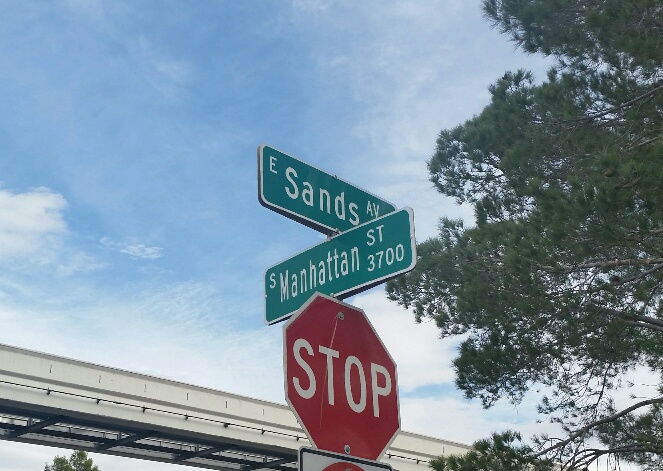 E Sands AV
S Manhattan ST
3700
STOP